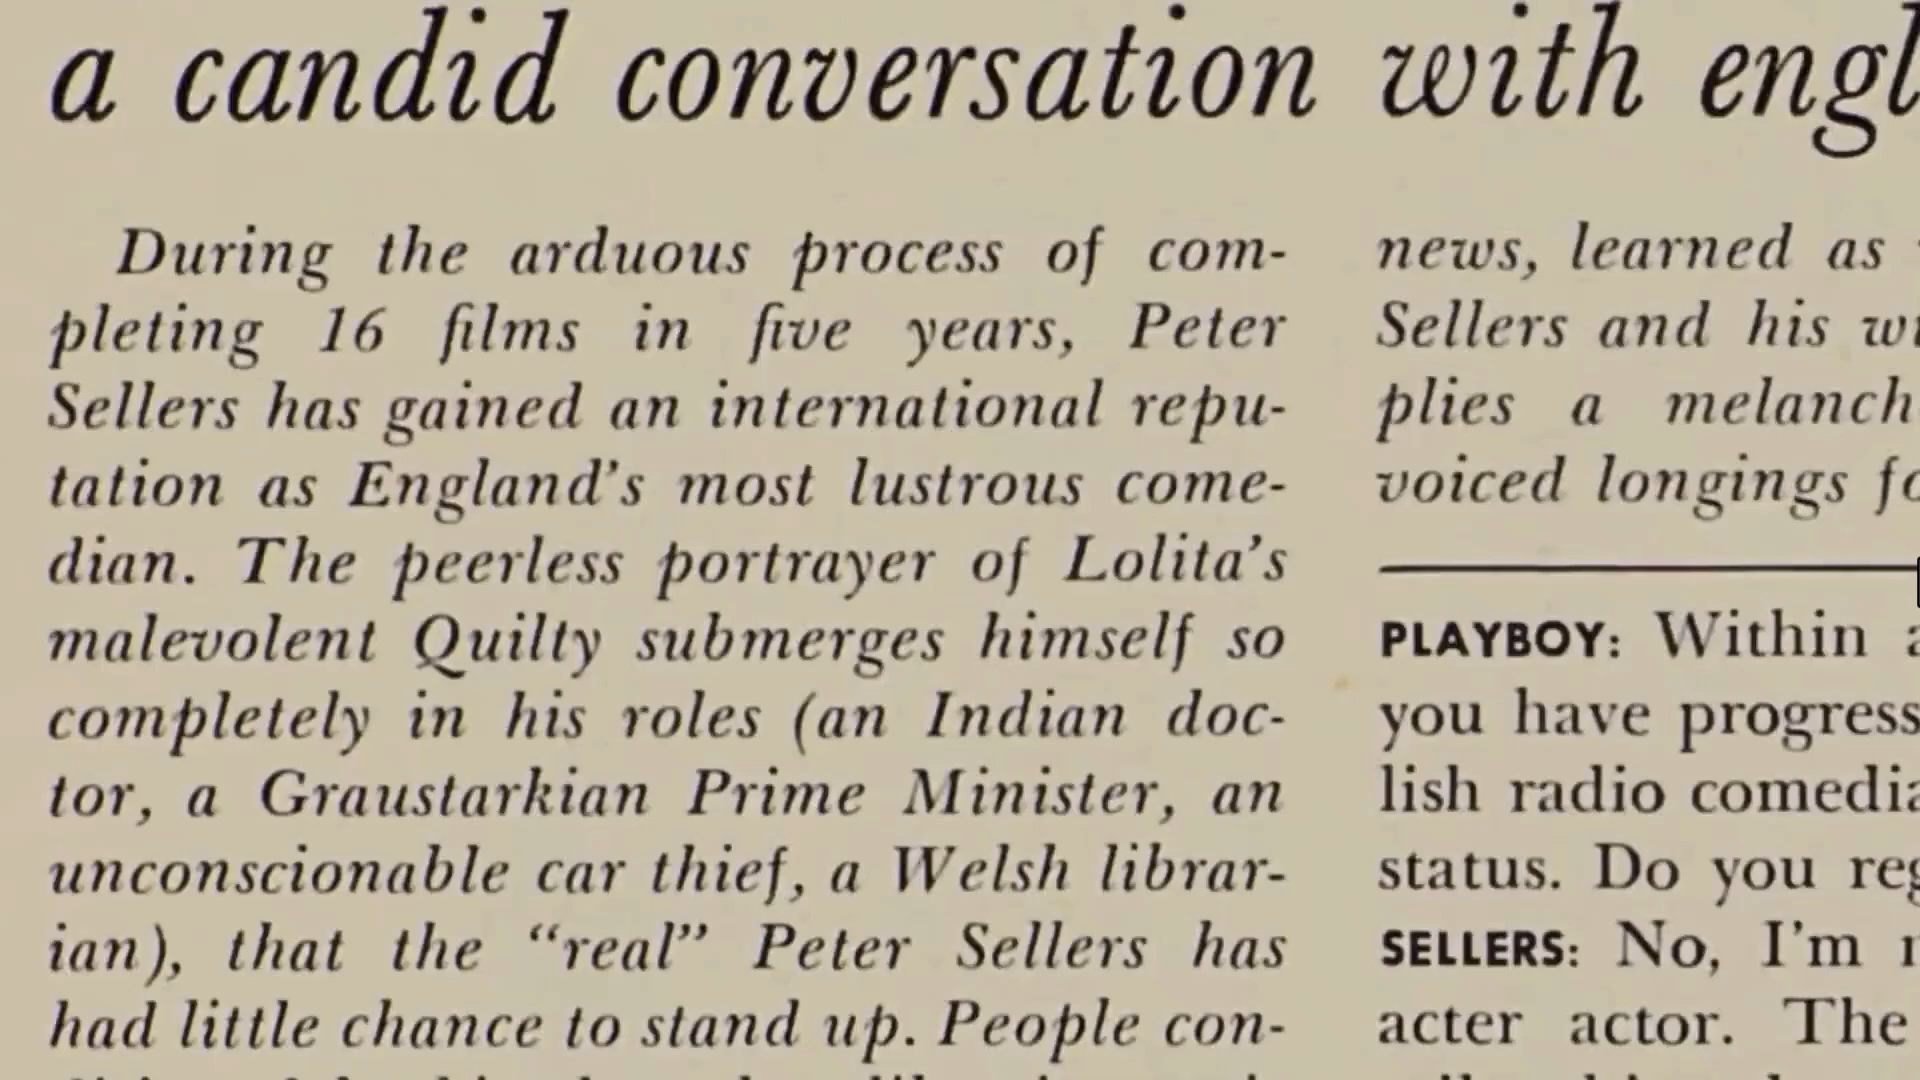 a candid conversation with engl
During the arduous process of com-
pleting 16 films in five years, Peter
Sellers has gained an international repu-
tation as England's most lustrous come-
dian. The peerless portrayer of Lolita's
malevolent Quilty submerges himself so
completely in his roles (an Indian doc-
tor, a Graustarkian Prime Minister, an
unconscionable car thief, a Welsh librar-
ian), that the “real” Peter Sellers has
had little chance to stand up. People con-
news, learned as
Sellers and his
plies a melanch
voiced longings
PLAYBOY: Within
you have progress
lish radio comedia
status. Do you reg
SELLERS: No, I'm
acter actor. The